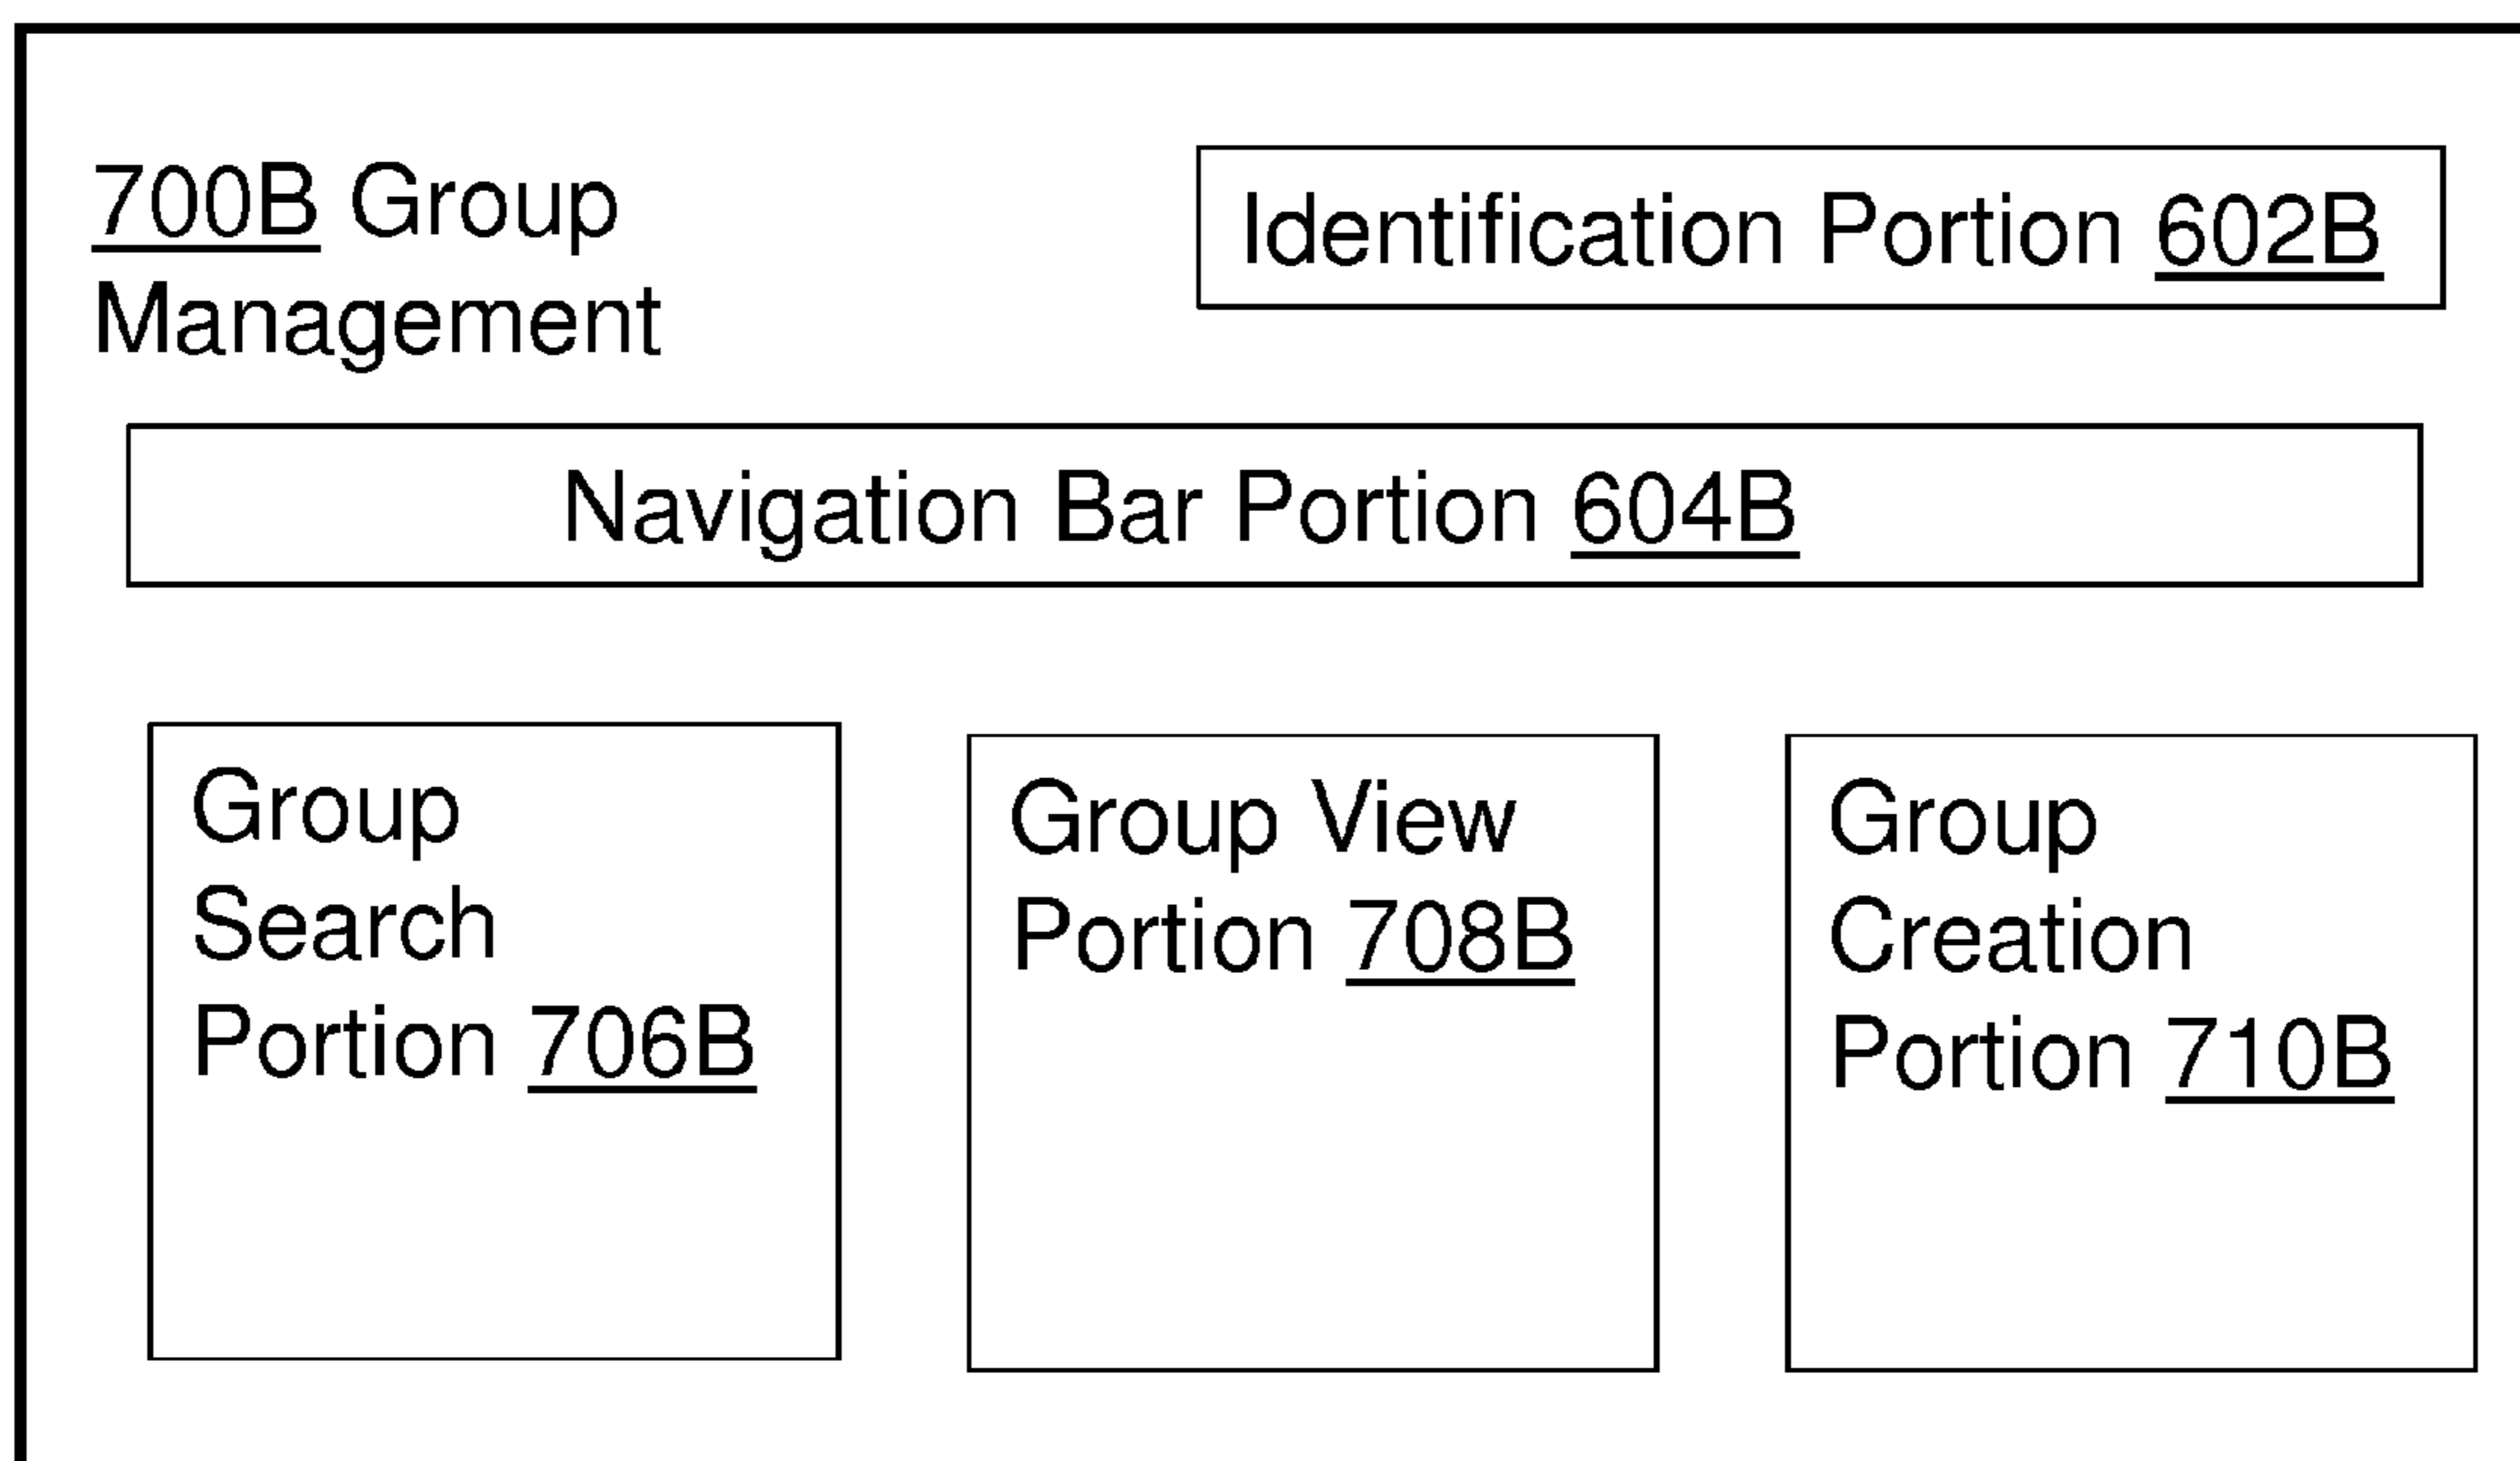 700B Group
Management
Identification Portion 602B
Navigation Bar Portion 604B
Group
Search
Portion 706B
Group View
Portion 708B
Group
Creation
Portion 710B